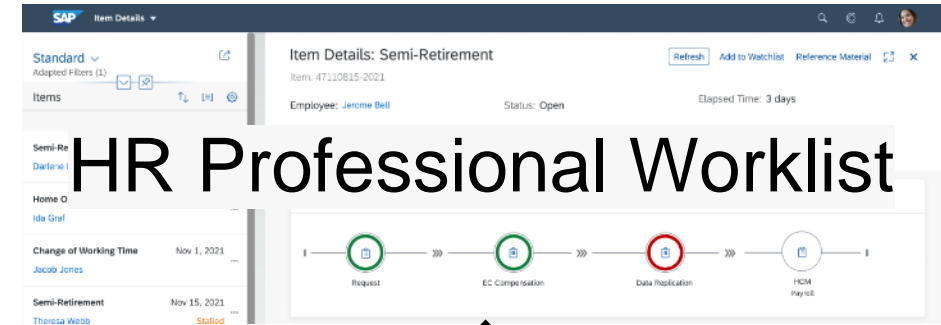 SAP Item Details
Standard
Adapted Filters (1)
Items
Semi-Re
Darlene
Home O
Ida Graf
Change of Working Time Nov 1, 2021
Jacob Jones
Semi-Retirement Nov 15, 2021
Theresa Webb Stalled
Item Details: Semi-Retirement
Refresh Add to Watchlist Reference Material
Item: 47110815-2021
Employee: Jerome Bell Status: Open Elapsed Time: 3 days
HR Professional Worklist
Request EC Compensation Data Replication HCM
Payroll